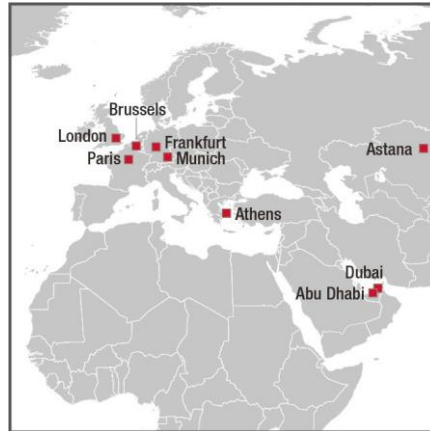 Brussels
London
Frankfurt
Paris
Munich
Astana
Athens
Dubai
Abu Dhabi